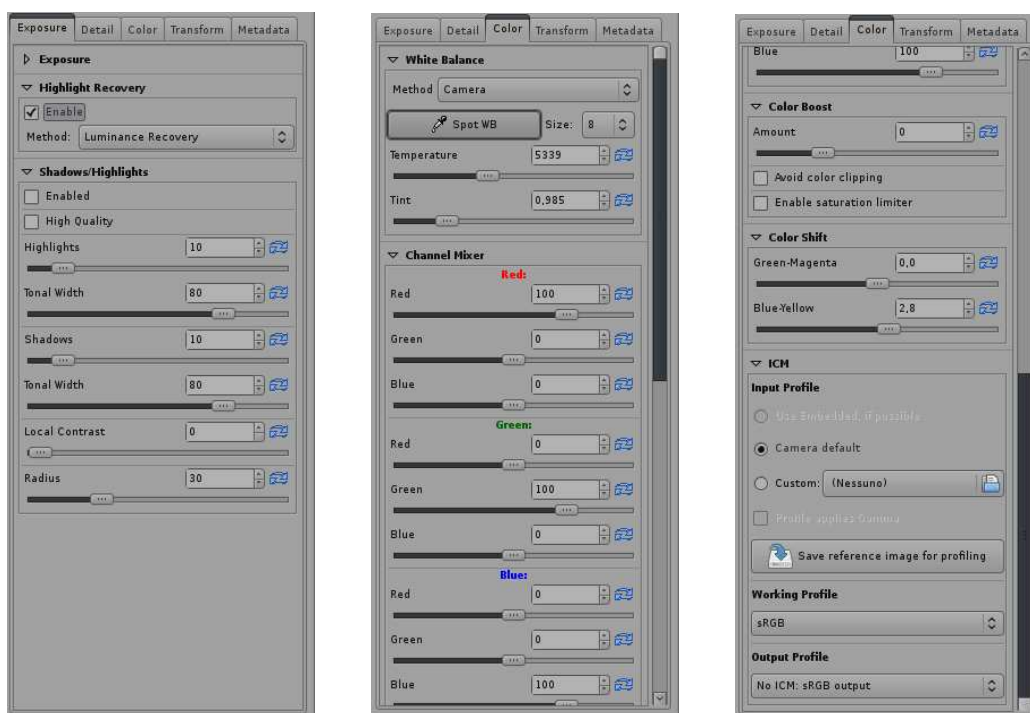 Exposure Detail Color Transform Metadata
Exposure
Highlight Recovery
Enable
Method: Luminance Recovery
Shadows/Highlights
Enabled
High Quality
Highlights 10
Tonal Width 80
Shadows 10
Tonal Width 80
Local Contrast 0
Radius 30
Exposure Detail Color Transform Metadata
White Balance
Method Camera
Spot WB Size: 8
Temperature 5339
Tint 0,985
Channel Mixer
Red:
Red 100
Green 0
Blue 0
Green:
Red 0
Green 100
Blue 0
Blue:
Red 0
Green 0
Blue 100
Exposure Detail Color Transform Metadata
Blue 100
Color Boost
Amount 0
Avoid color clipping
Enable saturation limiter
Color Shift
Green-Magenta 0,0
Blue-Yellow 2,8
ICM
Input Profile
Use Embedded, if possible
Camera default
Custom: (Nessuno)
Profile applies Gamma
Save reference image for profiling
Working Profile
sRGB
Output Profile
No ICM: sRGB output